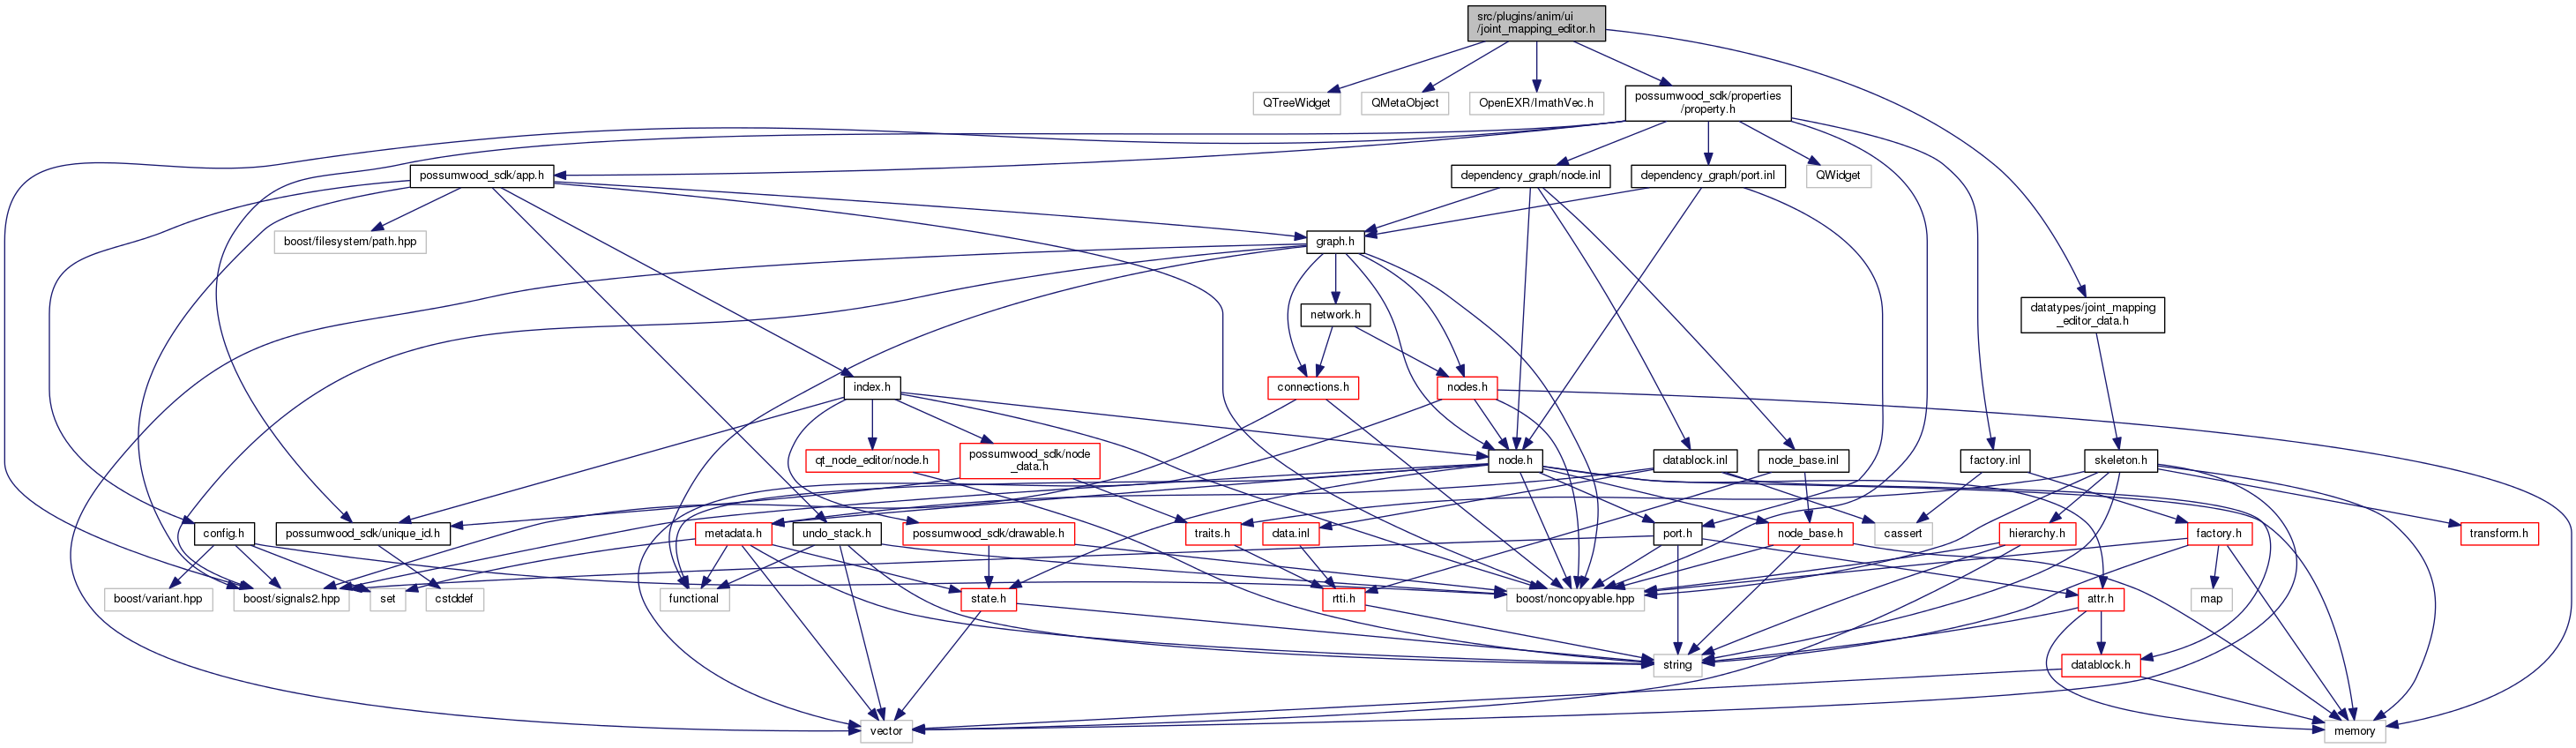 src/plugins/anim/ui
/joint_mapping_editor.h
QTreeWidget
QMetaObject
OpenEXR/ImathVec.h
possumwood_sdk/properties
/property.h
possumwood_sdk/app.h
dependency_graph/node.inl
dependency_graph/port.inl
QWidget
boost/filesystem/path.hpp
graph.h
datatypes/joint_mapping
_editor_data.h
network.h
index.h
connections.h
nodes.h
qt_node_editor/node.h
possumwood_sdk/node
_data.h
node.h
datablock.inl
node_base.inl
factory.inl
skeleton.h
config.h
possumwood_sdk/unique_id.h
metadata.h
undo_stack.h
possumwood_sdk/drawable.h
traits.h
data.inl
port.h
node_base.h
cassert
hierarchy.h
factory.h
transform.h
boost/variant.hpp
boost/signals2.hpp
set
cstddef
functional
state.h
rtti.h
boost/noncopyable.hpp
attr.h
map
string
datablock.h
vector
memory